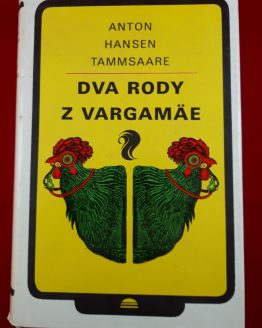 ANTON
HANSEN
TAMMSAARE
DVA RODY
Z VARGAMÄE